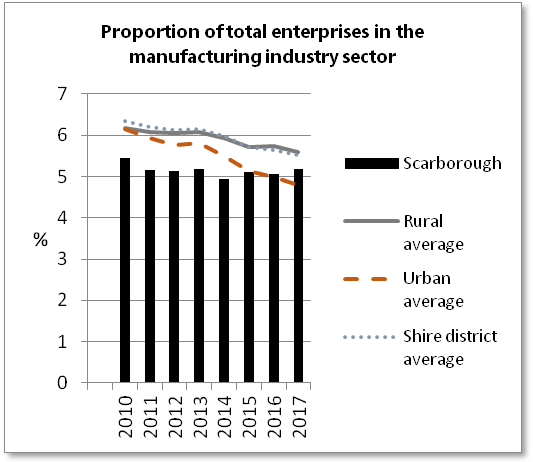 Proportion of total enterprises in the
manufacturing industry sector
7
6
5
4
3
2
1
0
%
2010
2011
2012
2013
2014
2015
2016
2017
Scarborough
Rural
average
Urban
average
Shire district
average